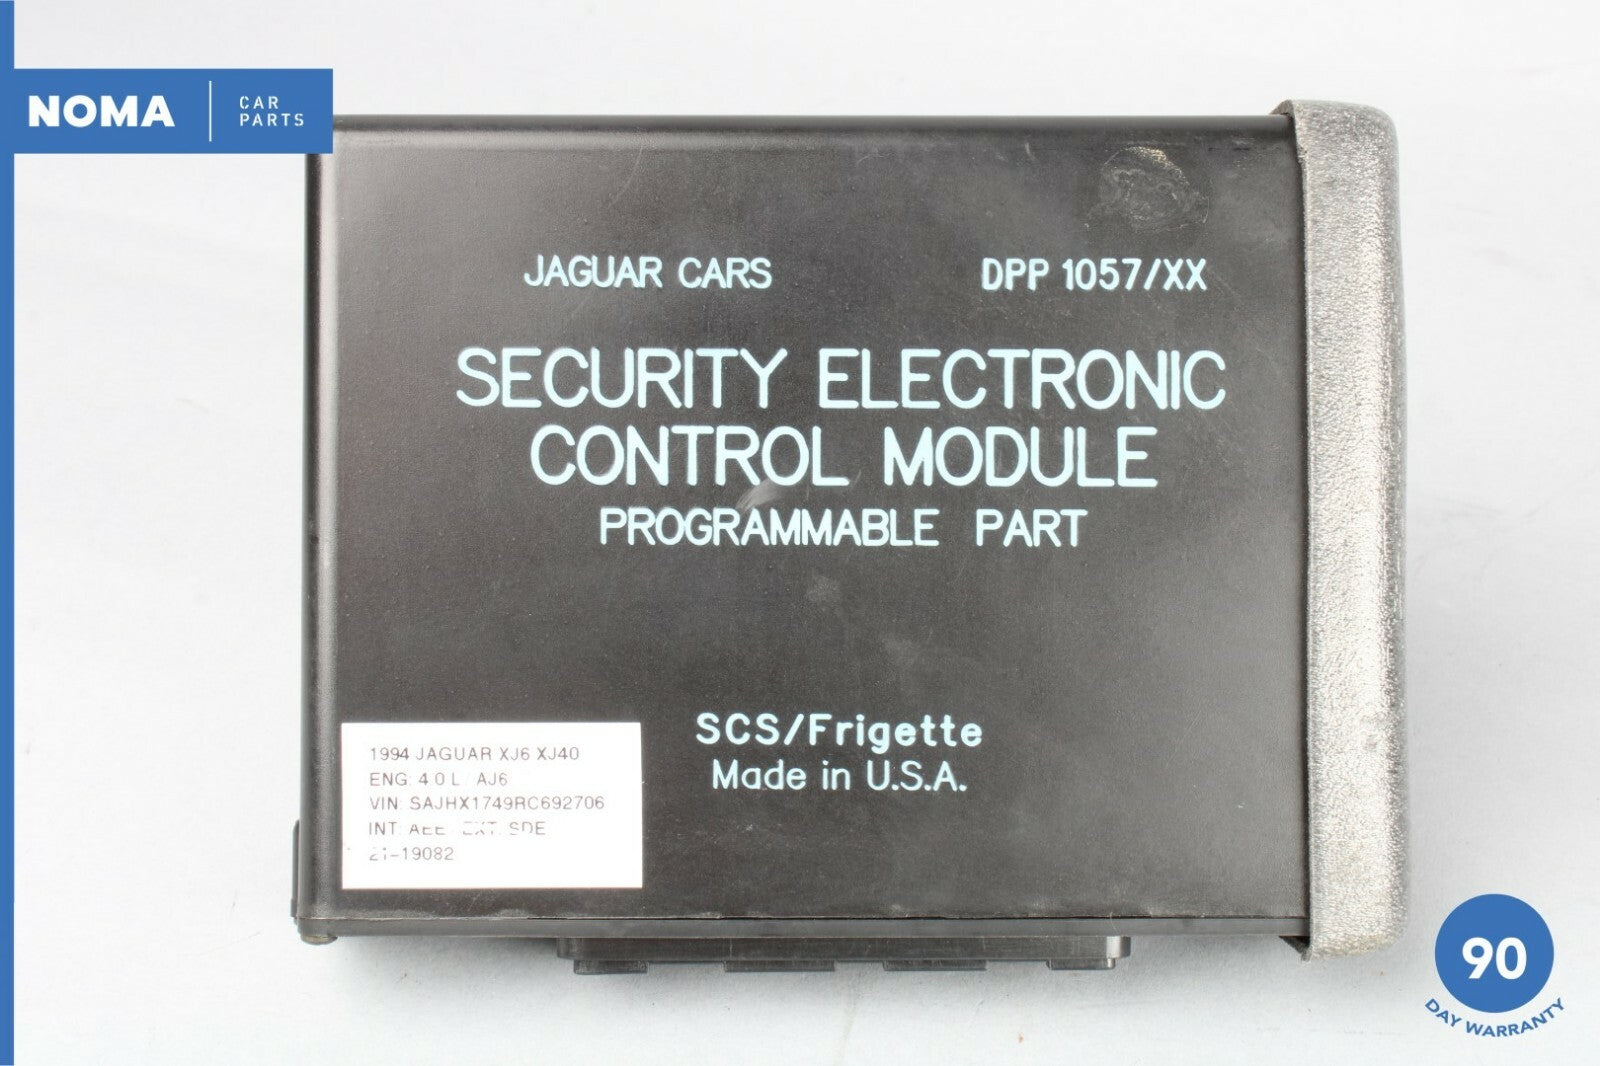 NOMA
CAR
PARTS
JAGUAR CARS DPP 1057/XX
SECURITY ELECTRONIC
CONTROL MODULE
PROGRAMMABLE PART
SCS/Frigette
Made in U.S.A.
1994 JAGUAR XJ6 XJ40
ENG: 4.0 L / AJ6
VIN: SAJHX1749RC692706
INT: AEE / EXT: SDE
21-19082
90
DAY WARRANTY